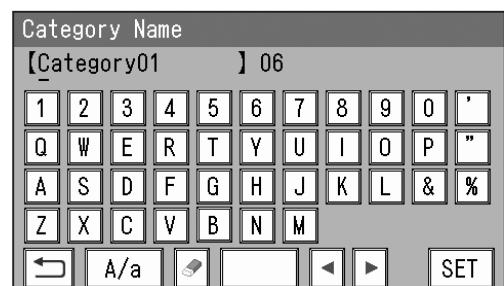 Category Name
【Category01 】 06
1 2 3 4 5 6 7 8 9 0 ’
Q W E R T Y U I O P ”
A S D F G H J K L & %
Z X C V B N M
A/a ◀ ▶ SET